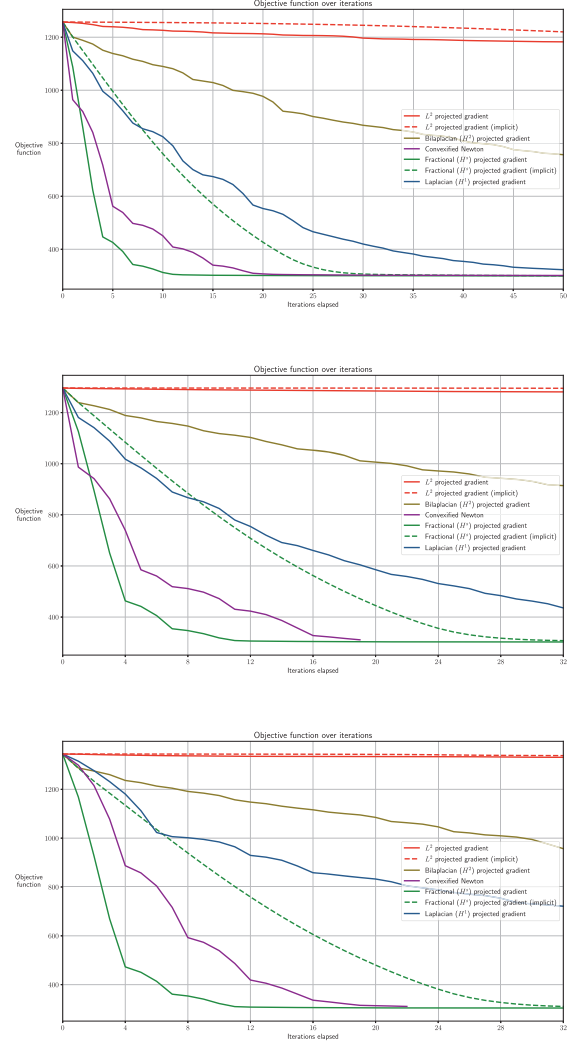 Objective function over iterations
1200
1000
800
600
400
Objective
function
L² projected gradient
L² projected gradient (implicit)
Bilaplacian (H²) projected gradient
Convexified Newton
Fractional (Hˢ) projected gradient
Fractional (Hˢ) projected gradient (implicit)
Laplacian (H¹) projected gradient
0 5 10 15 20 25 30 35 40 45 50
Iterations elapsed
Objective function over iterations
1200
1000
800
600
400
Objective
function
L² projected gradient
L² projected gradient (implicit)
Bilaplacian (H²) projected gradient
Convexified Newton
Fractional (Hˢ) projected gradient
Fractional (Hˢ) projected gradient (implicit)
Laplacian (H¹) projected gradient
0 4 8 12 16 20 24 28 32
Iterations elapsed
Objective function over iterations
1200
1000
800
600
400
Objective
function
L² projected gradient
L² projected gradient (implicit)
Bilaplacian (H²) projected gradient
Convexified Newton
Fractional (Hˢ) projected gradient
Fractional (Hˢ) projected gradient (implicit)
Laplacian (H¹) projected gradient
0 4 8 12 16 20 24 28 32
Iterations elapsed